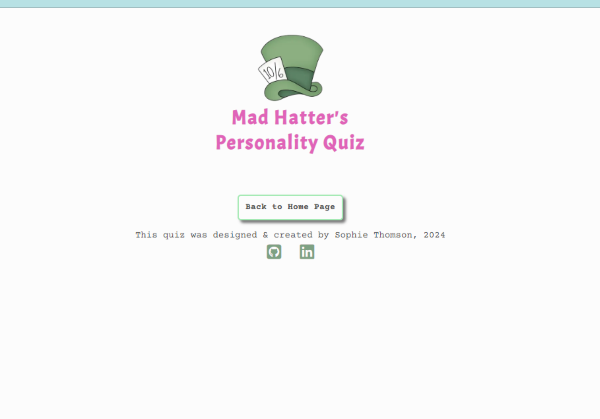 10/6
Mad Hatter's
Personality Quiz
Back to Home Page
This quiz was designed & created by Sophie Thomson, 2024
in